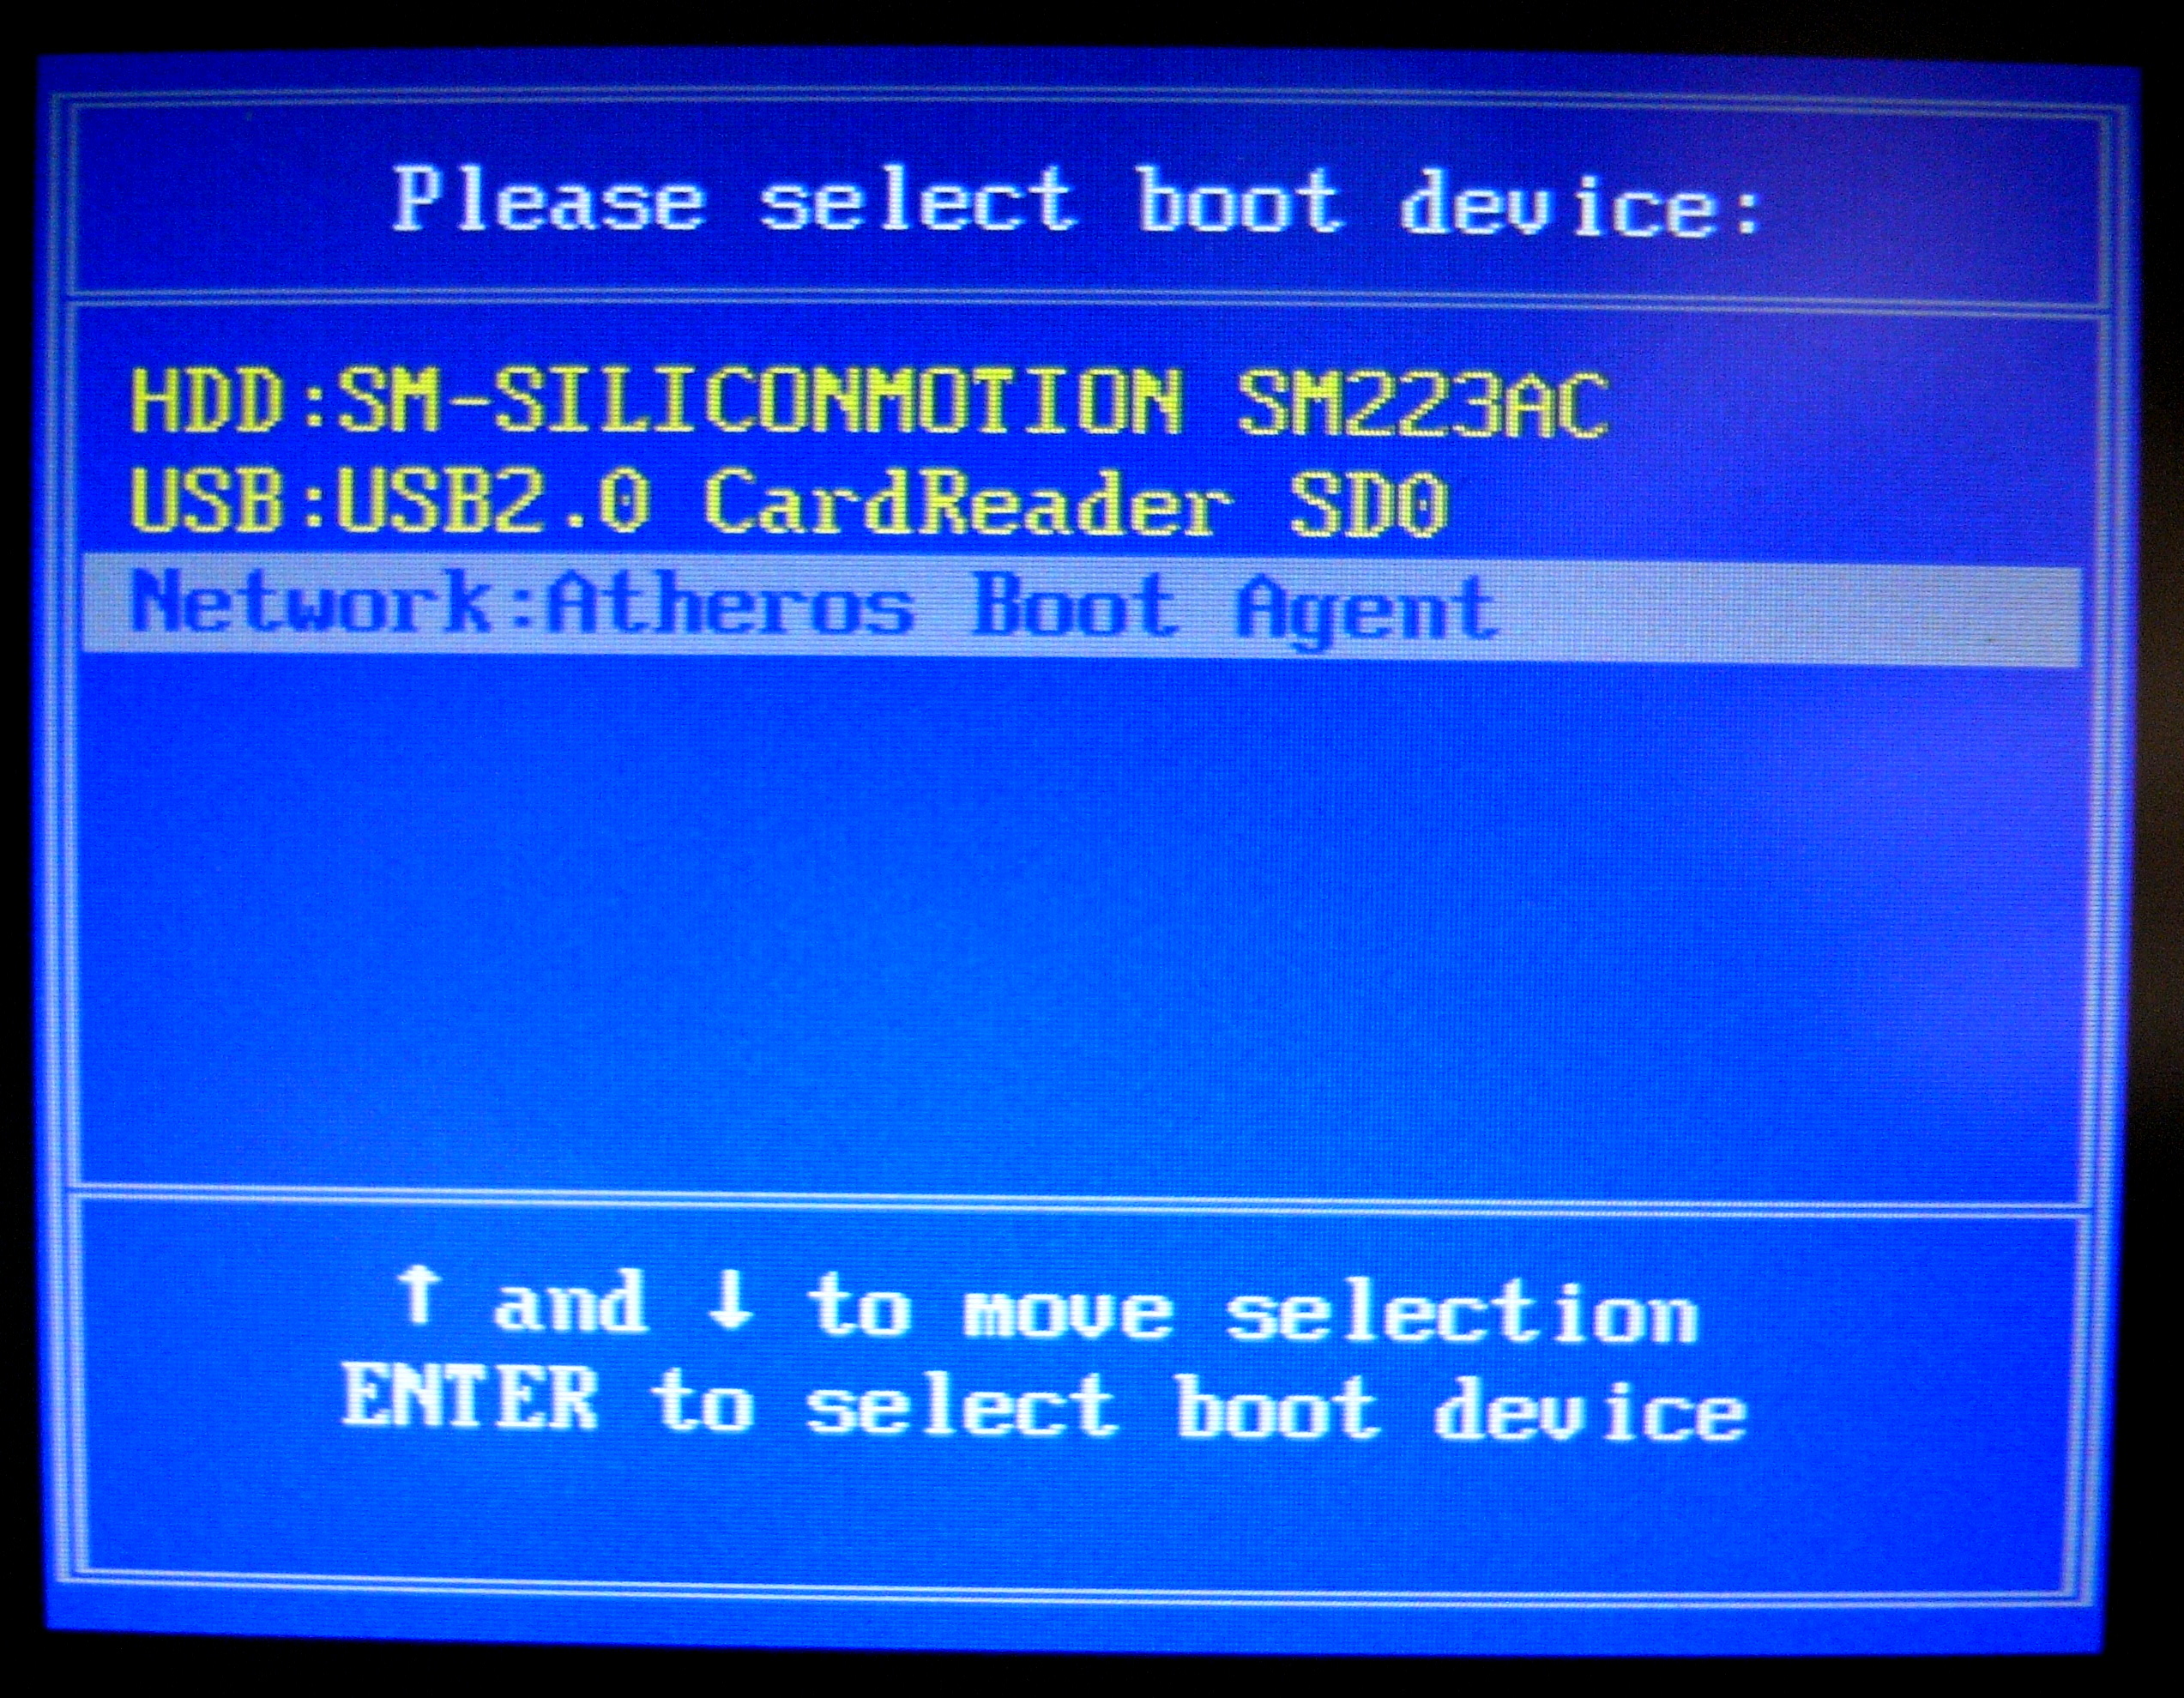 Please select boot device:
HDD:SM-SILICONMOTION SM223AC
USB:USB2.0 CardReader SD0
Network:Atheros Boot Agent
↑ and ↓ to move selection
ENTER to select boot device